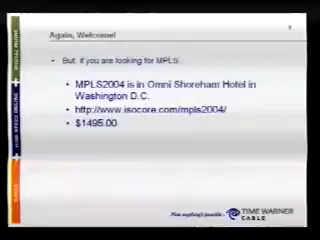 Again, Welcome!
• But, if you are looking for MPLS...
• MPLS2004 is in Omni Shoreham Hotel in
Washington D.C.
• http://www.isocore.com/mpls2004/
• $1495.00
Now anything's possible
TIME WARNER
CABLE